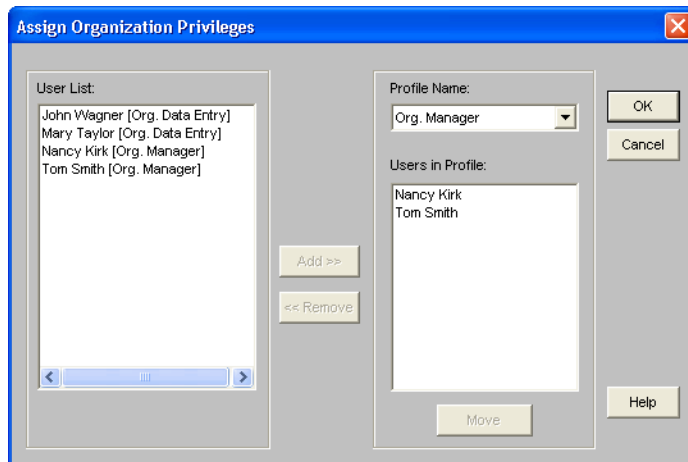 Assign Organization Privileges
User List:
John Wagner [Org. Data Entry]
Mary Taylor [Org. Data Entry]
Nancy Kirk [Org. Manager]
Tom Smith [Org. Manager]
Add >>
<< Remove
Profile Name:
Org. Manager
Users in Profile:
Nancy Kirk
Tom Smith
Move
OK
Cancel
Help